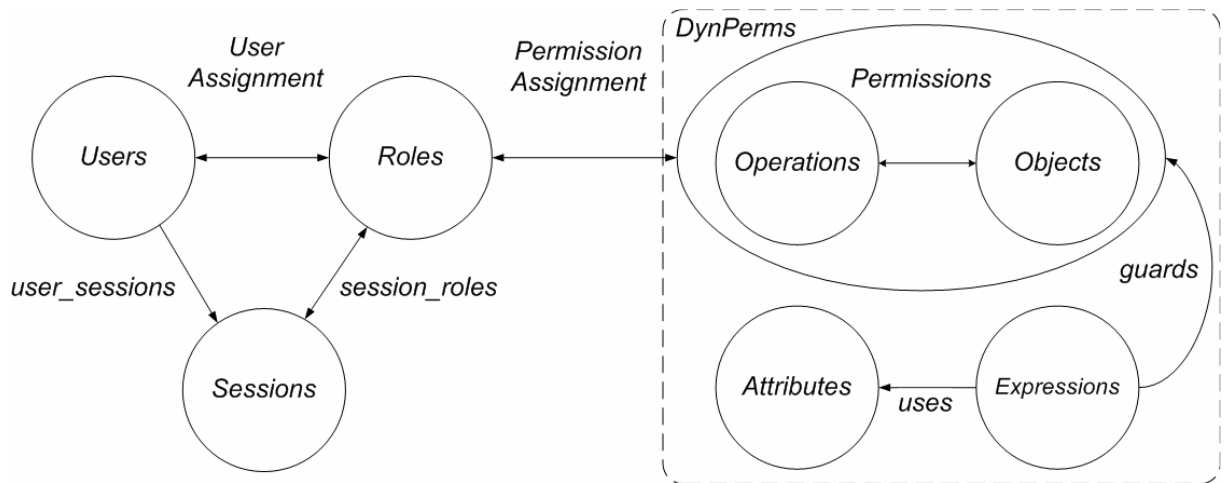 DynPerms
User
Assignment
Permission
Assignment
Permissions
Users
Roles
Operations
Objects
user_sessions
session_roles
guards
Sessions
Attributes
uses
Expressions